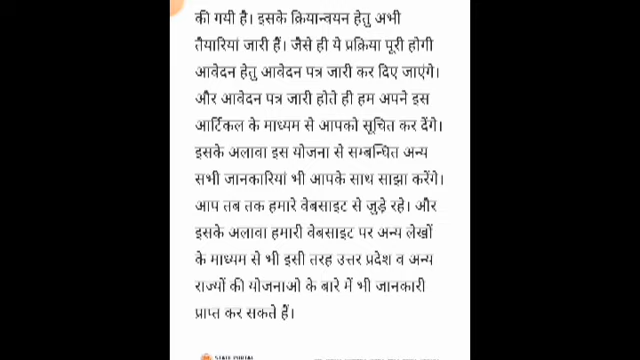 की गयी है। इसके क्रियान्वयन हेतु अभी
तैयारियां जारी हैं। जैसे ही ये प्रक्रिया पूरी होगी
आवेदन हेतु आवेदन पत्र जारी कर दिए जाएंगे।
और आवेदन पत्र जारी होते ही हम अपने इस
आर्टिकल के माध्यम से आपको सूचित कर देंगे।
इसके अलावा इस योजना से सम्बन्धित अन्य
सभी जानकारियां भी आपके साथ साझा करेंगे।
आप तब तक हमारे वेबसाइट से जुड़े रहे। और
इसके अलावा हमारी वेबसाइट पर अन्य लेखों
के माध्यम से भी इसी तरह उत्तर प्रदेश व अन्य
राज्यों की योजनाओ के बारे में भी जानकारी
प्राप्त कर सकते हैं।